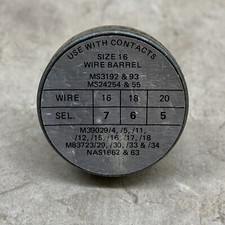 USE WITH CONTACTS
SIZE 16
WIRE BARREL
MS3192 & 93
MS24254 & 55
WIRE 16 18 20
SEL. 7 6 5
M39029/4, /5, /11,
/12, /15, /16, /17, /18
M83723/29, /30, /33 & /34
NAS1662 & 63